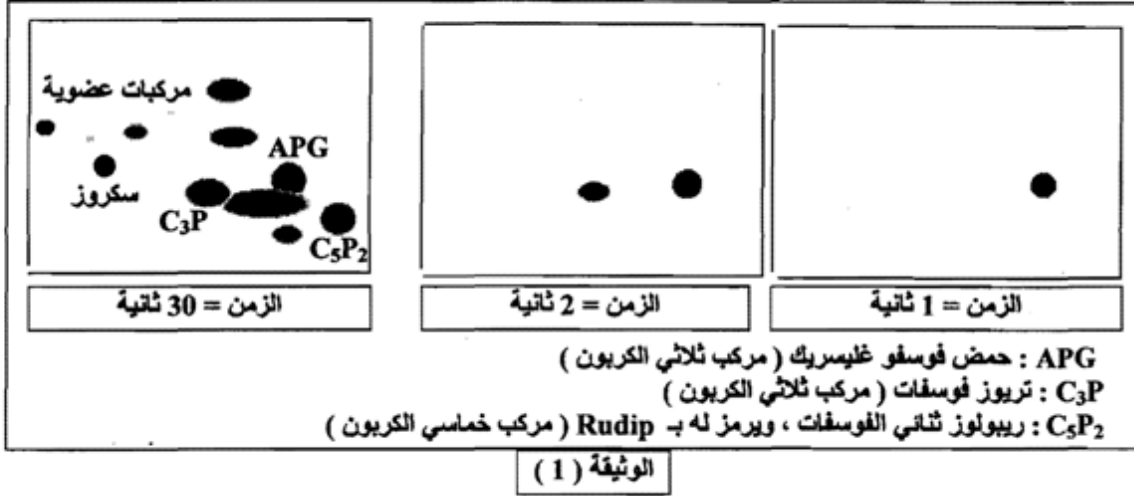 مركبات عضوية
APG
سكروز
C₃P
C₅P₂
الزمن = 1 ثانية
الزمن = 2 ثانية
الزمن = 30 ثانية
APG : حمض فوسفو غليسريك ( مركب ثلاثي الكربون )
C₃P : تريوز فوسفات ( مركب ثلاثي الكربون )
C₅P₂ : ريبولوز ثنائي الفوسفات ، ويرمز له بـ Rudip ( مركب خماسي الكربون )
الوثيقة ( 1 )